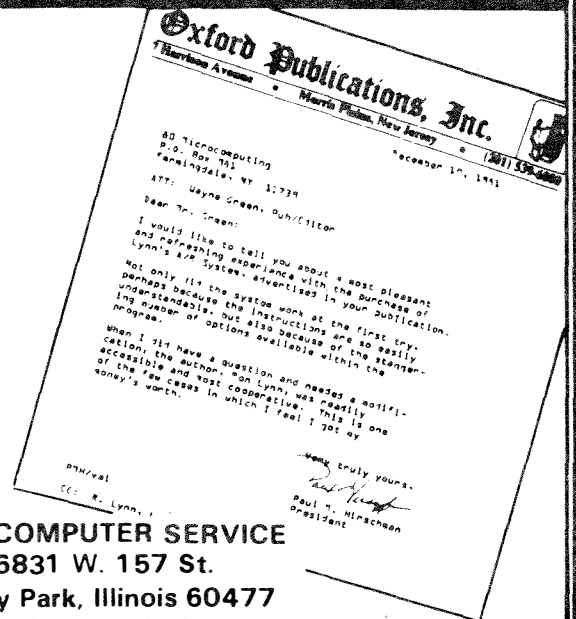 Oxford Publications, Inc.
Harrison Avenue • Morris Plains, New Jersey • (201) 539-6800
December 10, 1981
80 Microcomputing
P.O. Box 981
Farmingdale, NY 11739
ATT: Wayne Green, Pub/Editor
Dear Mr. Green:
I would like to tell you about a most pleasant
and refreshing experience with the purchase of
Lynn's A/R System, advertised in your publication.
Not only did the system work at the first try,
perhaps because the instructions are so easily
understandable, but also because of the stagger-
ing number of options available within the
program.
When I did have a question and needed a modifi-
cation, the author, Ron Lynn, was readily
accessible and most cooperative. This is one
of the few cases in which I feel I got my
money's worth.
Very truly yours,
Paul Hirschman
President
CC: R. Lynn,
COMPUTER SERVICE
6831 W. 157 St.
y Park, Illinois 60477